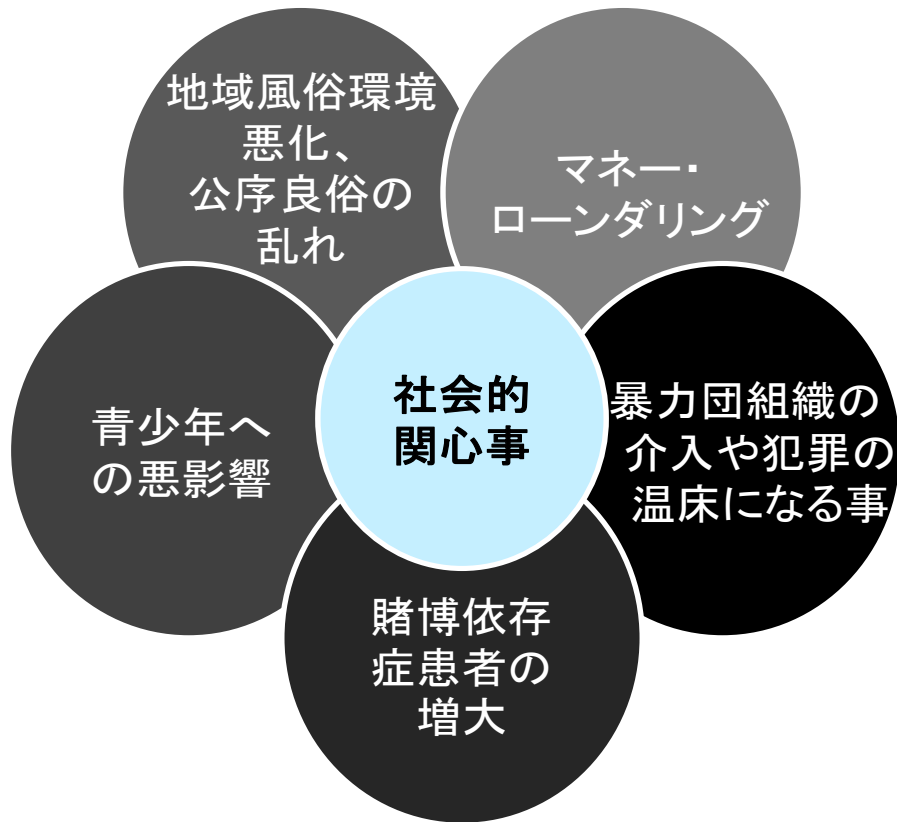 地域風俗環境
悪化、
公序良俗の
乱れ
マネー・
ローンダリング
社会的
関心事
暴力団組織の
介入や犯罪の
温床になる事
青少年へ
の悪影響
賭博依存
症患者の
増大